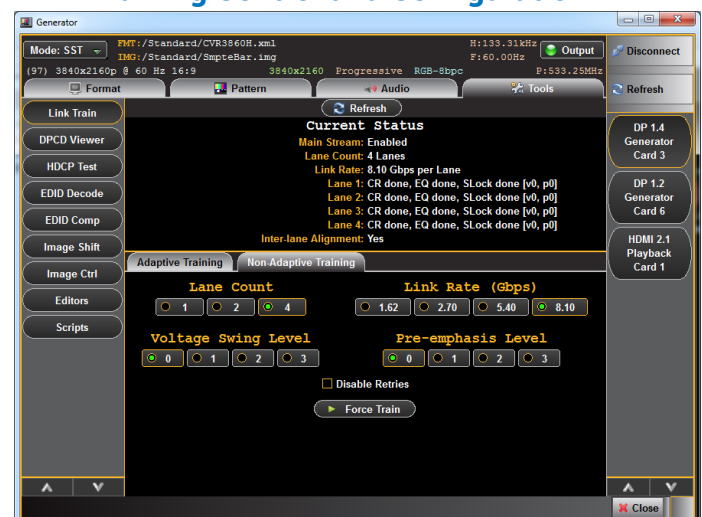 Generator
Mode: SST
FMT:/Standard/CVR3860H.xml
IMG:/Standard/SmpteBar.img
H:133.31kHz
F:60.00Hz
Output
(97) 3840x2160p @ 60 Hz 16:9
3840x2160 Progressive RGB-8bpc
P:533.25MHz
Disconnect
Refresh
Format
Pattern
Audio
Tools
Link Train
DPCD Viewer
HDCP Test
EDID Decode
EDID Comp
Image Shift
Image Ctrl
Editors
Scripts
Refresh
Current Status
Main Stream: Enabled
Lane Count: 4 Lanes
Link Rate: 8.10 Gbps per Lane
Lane 1: CR done, EQ done, SLock done [v0, p0]
Lane 2: CR done, EQ done, SLock done [v0, p0]
Lane 3: CR done, EQ done, SLock done [v0, p0]
Lane 4: CR done, EQ done, SLock done [v0, p0]
Inter-lane Alignment: Yes
Adaptive Training
Non-Adaptive Training
Lane Count
1 2 4
Link Rate (Gbps)
1.62 2.70 5.40 8.10
Voltage Swing Level
0 1 2 3
Pre-emphasis Level
0 1 2 3
Disable Retries
Force Train
DP 1.4
Generator
Card 3
DP 1.2
Generator
Card 6
HDMI 2.1
Playback
Card 1
Close